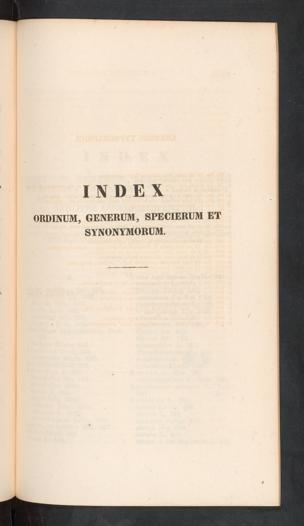 INDEX
ORDINUM, GENERUM, SPECIERUM ET
SYNONYMORUM.